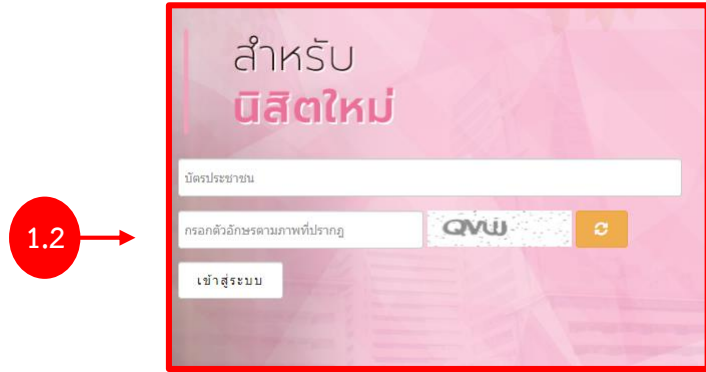 สำหรับ
นิสิตใหม่
บัตรประชาชน
กรอกตัวอักษรตามภาพที่ปรากฎ
1.2
เข้าสู่ระบบ